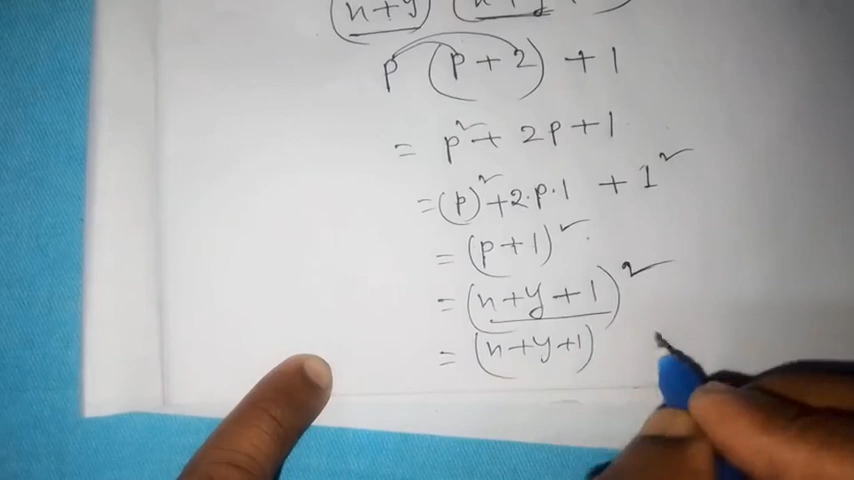 (n+y) (n+y
p (p + 2) + 1
= p² + 2p + 1
= (p)² + 2·p·1 + 1²
= (p + 1)²
= (n + y + 1)²
= (n + y + 1)